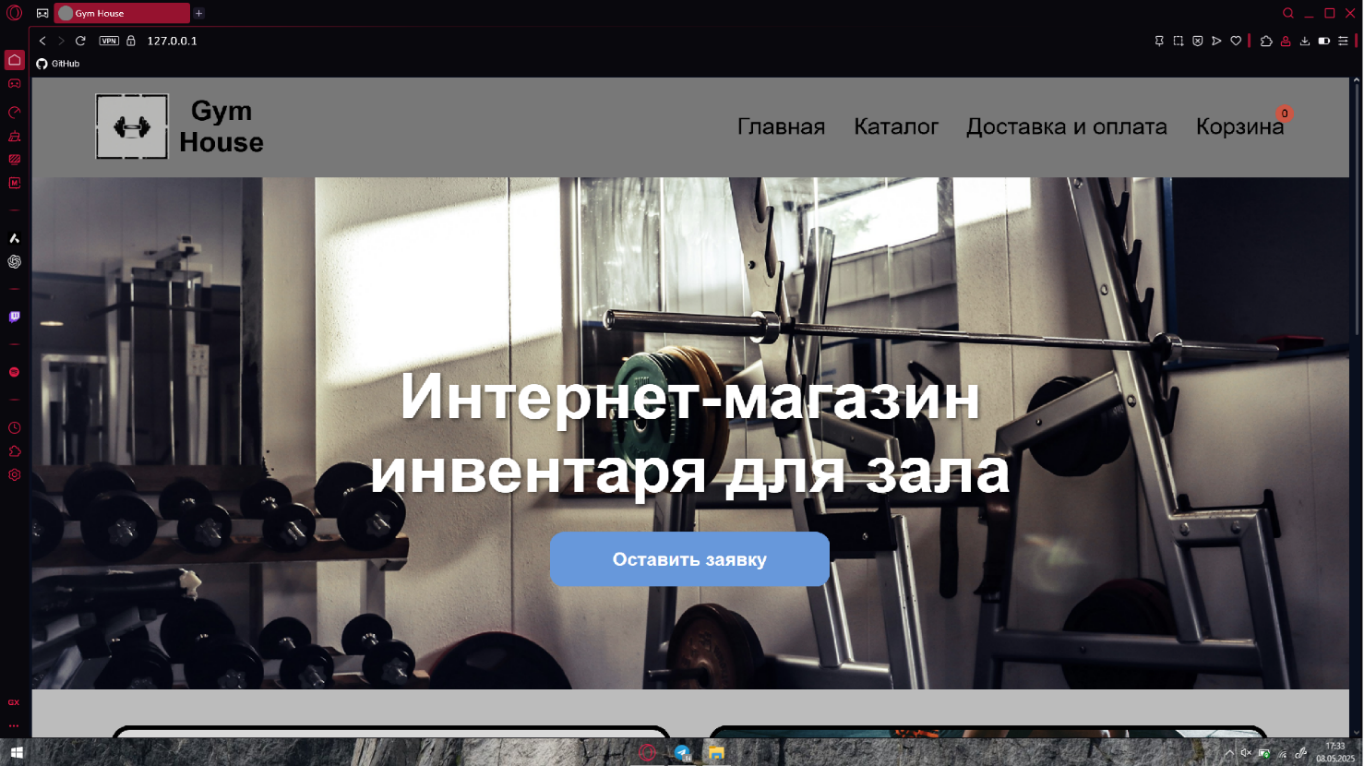 Gym House
VPN
127.0.0.1
GitHub
Gym
House
Главная
Каталог
Доставка и оплата
Корзина
0
Интернет-магазин
инвентаря для зала
Оставить заявку
GX
17:33
08.05.2025